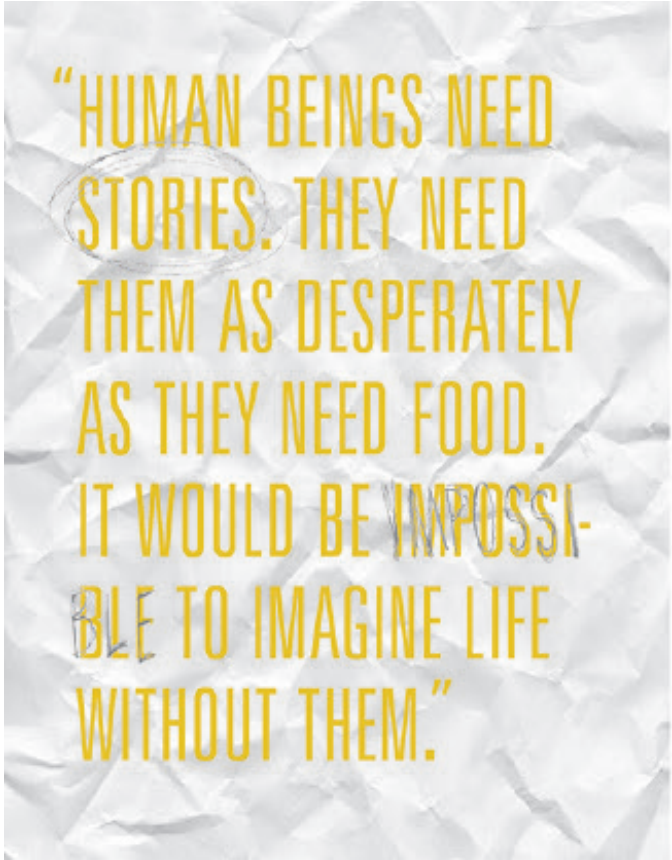 “HUMAN BEINGS NEED
STORIES. THEY NEED
THEM AS DESPERATELY
AS THEY NEED FOOD.
IT WOULD BE IMPOSSI-
BLE TO IMAGINE LIFE
WITHOUT THEM.”